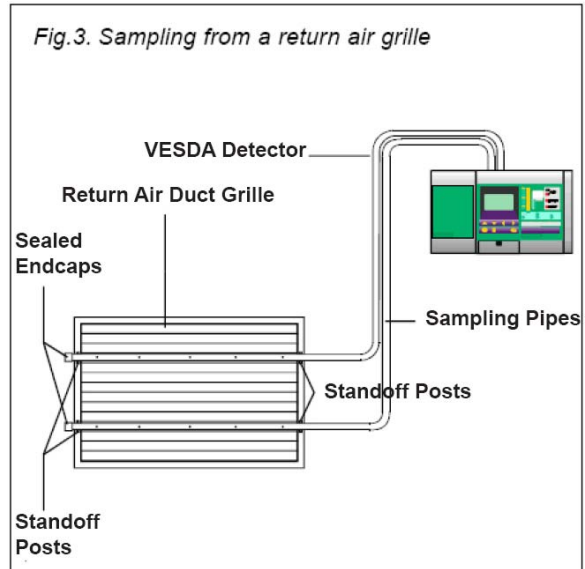 Fig.3. Sampling from a return air grille
VESDA Detector
Return Air Duct Grille
Sealed
Endcaps
Sampling Pipes
Standoff Posts
Standoff
Posts